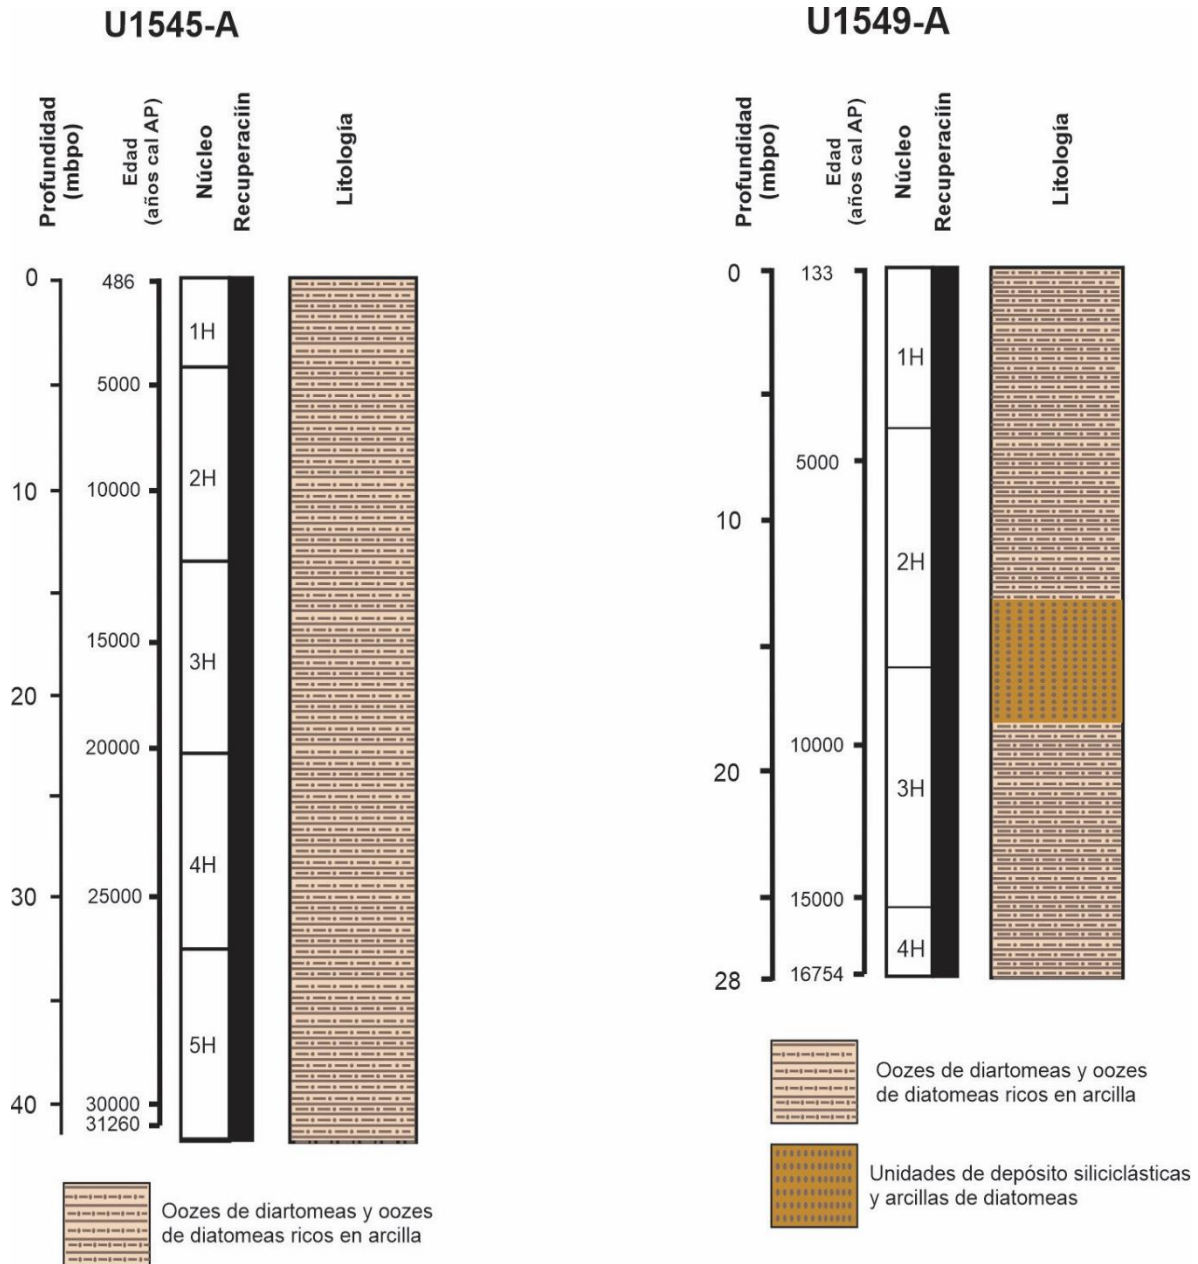 U1545-A
Profundidad
(mbpo)
Edad
(años cal AP)
Núcleo
Recuperaciín
Litología
0
10
20
30
40
486
5000
10000
15000
20000
25000
30000
31260
1H
2H
3H
4H
5H
Oozes de diartomeas y oozes
de diatomeas ricos en arcilla
U1549-A
Profundidad
(mbpo)
Edad
(años cal AP)
Núcleo
Recuperaciín
Litología
0
10
20
28
133
5000
10000
15000
16754
1H
2H
3H
4H
Oozes de diartomeas y oozes
de diatomeas ricos en arcilla
Unidades de depósito siliciclásticas
y arcillas de diatomeas